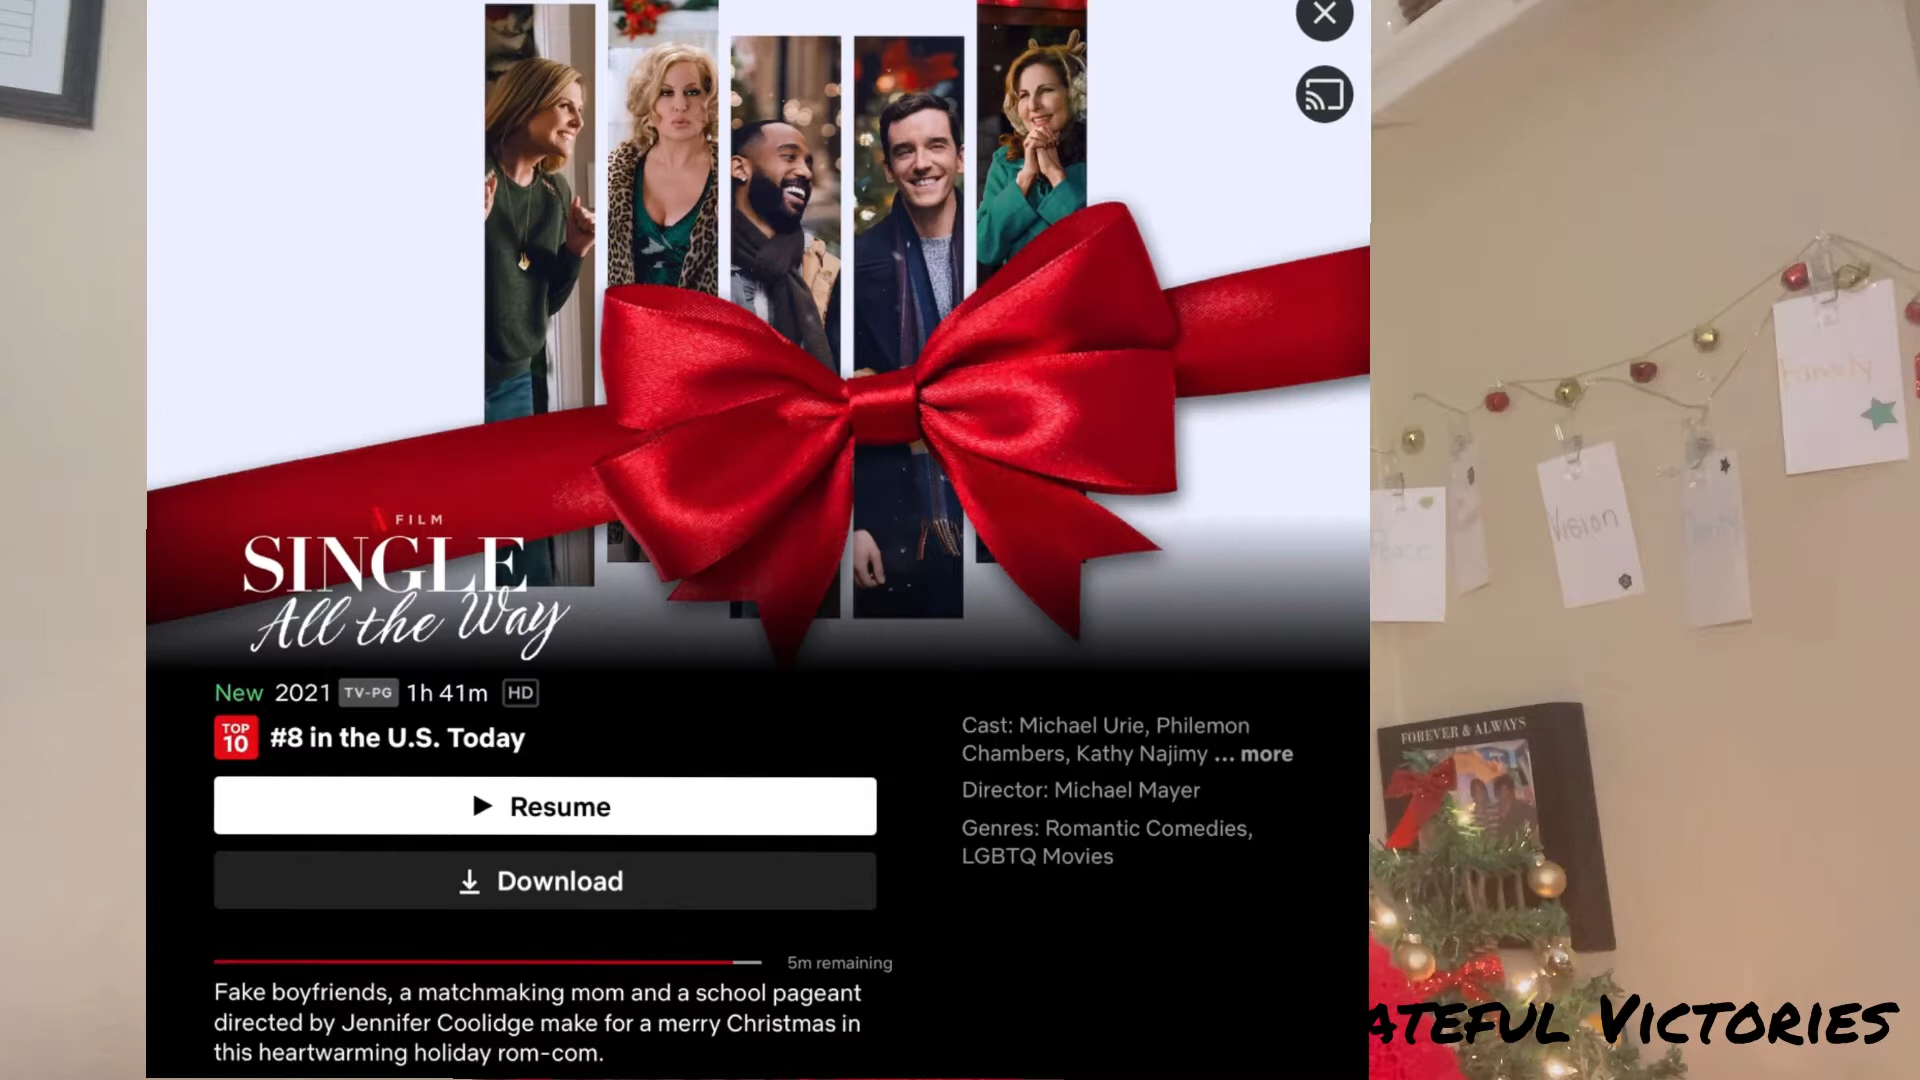 FILM
SINGLE
All the Way
New 2021 TV-PG 1h 41m HD
TOP
10
#8 in the U.S. Today
Resume
Download
5m remaining
Fake boyfriends, a matchmaking mom and a school pageant
directed by Jennifer Coolidge make for a merry Christmas in
this heartwarming holiday rom-com.
Cast: Michael Urie, Philemon
Chambers, Kathy Najimy ... more
Director: Michael Mayer
Genres: Romantic Comedies,
LGBTQ Movies
Family
Vision
Peace
FOREVER & ALWAYS
ATEFUL VICTORIES